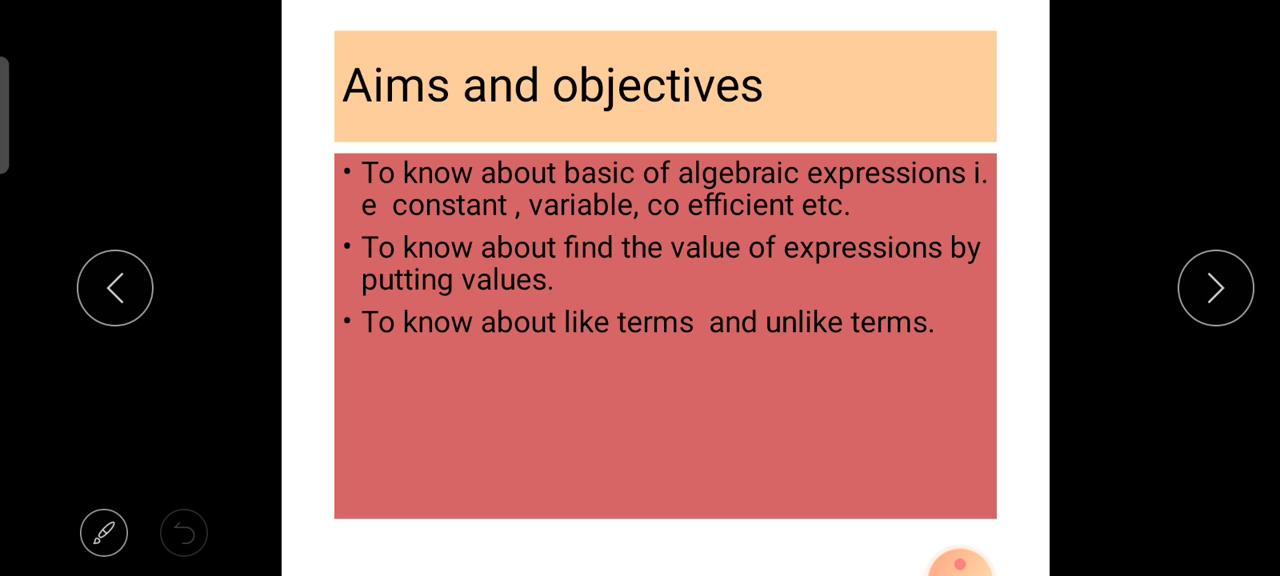 Aims and objectives
• To know about basic of algebraic expressions i.
e  constant , variable, co efficient etc.
• To know about find the value of expressions by
putting values.
• To know about like terms  and unlike terms.